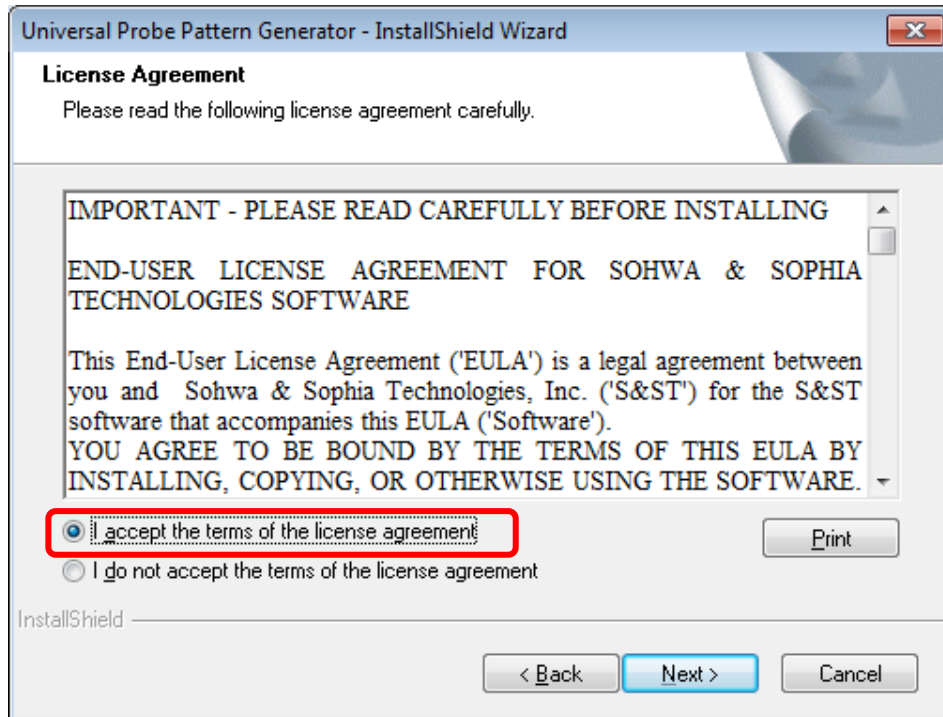 Universal Probe Pattern Generator - InstallShield Wizard
License Agreement
Please read the following license agreement carefully.
IMPORTANT - PLEASE READ CAREFULLY BEFORE INSTALLING
END-USER LICENSE AGREEMENT FOR SOHWA & SOPHIA
TECHNOLOGIES SOFTWARE
This End-User License Agreement ('EULA') is a legal agreement between
you and Sohwa & Sophia Technologies, Inc. ('S&ST') for the S&ST
software that accompanies this EULA ('Software').
YOU AGREE TO BE BOUND BY THE TERMS OF THIS EULA BY
INSTALLING, COPYING, OR OTHERWISE USING THE SOFTWARE.
I accept the terms of the license agreement
Print
I do not accept the terms of the license agreement
InstallShield
< Back
Next >
Cancel